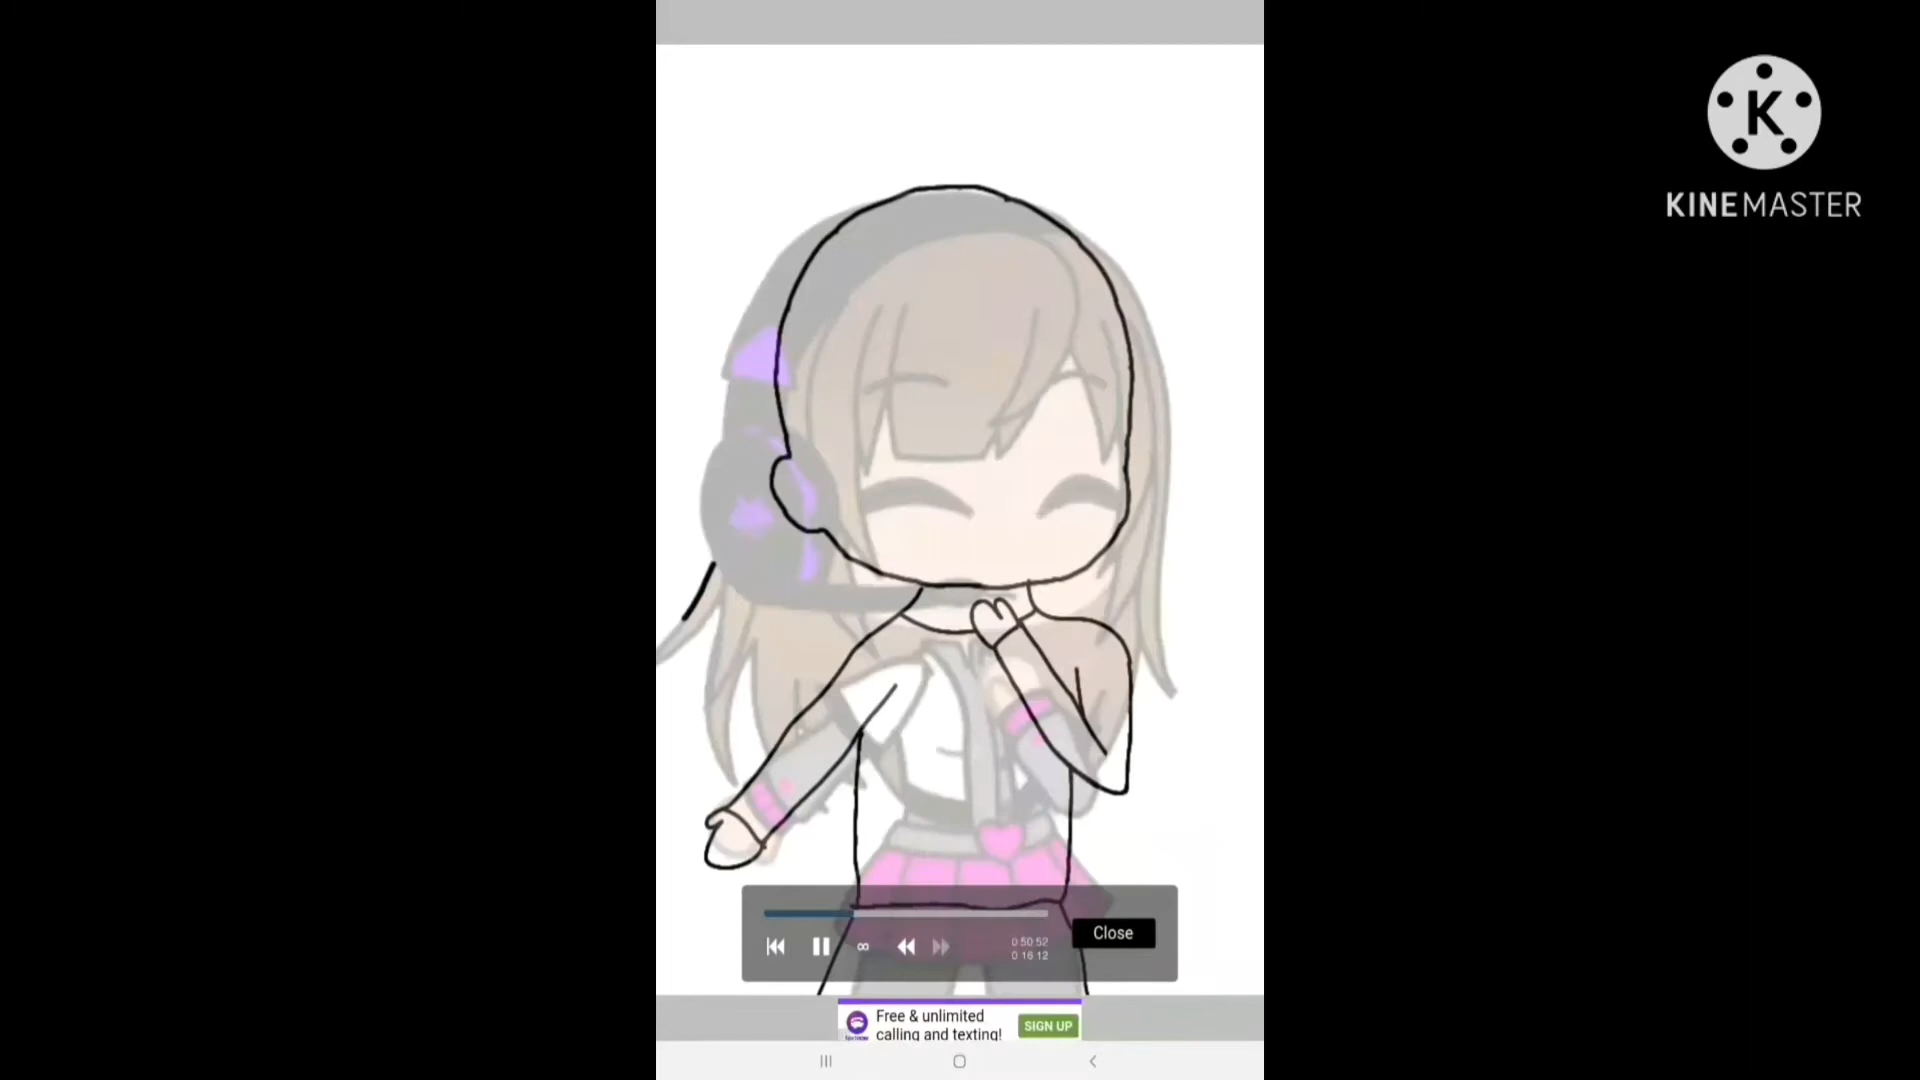 K
KINEMASTER
0 50 52
0 16 12
Close
Free & unlimited
calling and texting!
SIGN UP